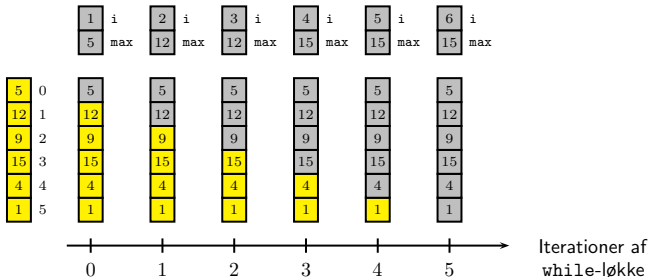 1 i 2 i 3 i 4 i 5 i 6 i
5 max 12 max 12 max 15 max 15 max 15 max
5 0 5 5 5 5 5 5
12 1 12 12 12 12 12 12
9 2 9 9 9 9 9 9
15 3 15 15 15 15 15 15
4 4 4 4 4 4 4 4
1 5 1 1 1 1 1 1
0 1 2 3 4 5
Iterationer af
while-løkke